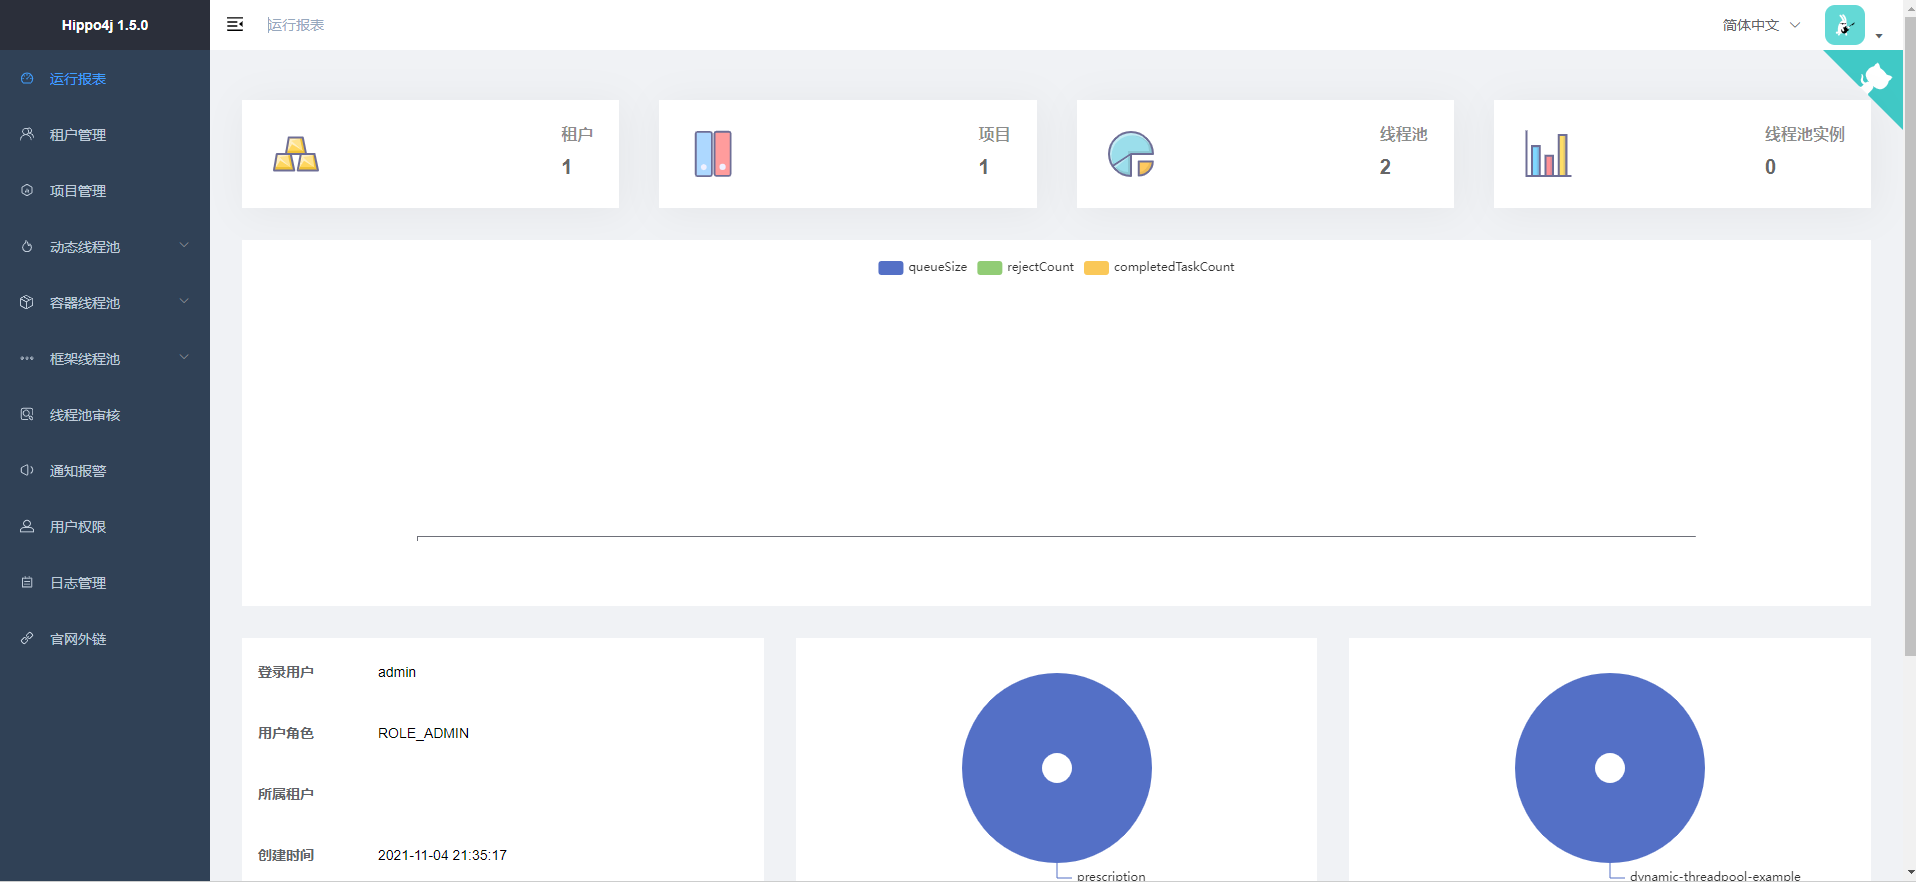 Hippo4j 1.5.0
运行报表
简体中文
运行报表
租户管理
项目管理
动态线程池
容器线程池
框架线程池
线程池审核
通知报警
用户权限
日志管理
官网外链
租户
1
项目
1
线程池
2
线程池实例
0
queueSize rejectCount completedTaskCount
登录用户 admin
用户角色 ROLE_ADMIN
所属租户
创建时间 2021-11-04 21:35:17
prescription
dynamic-threadpool-example